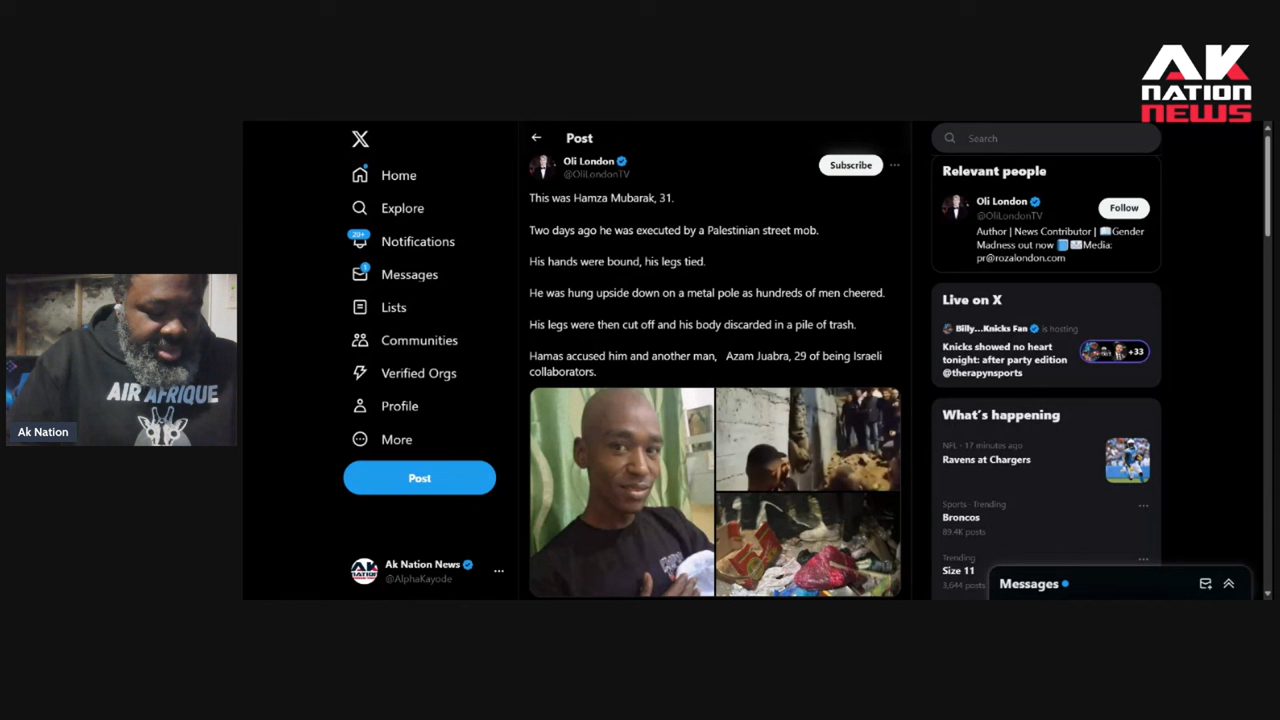 AK
NATION
NEWS
Post
Search
Oli London
@OliLondonTV
Subscribe
This was Hamza Mubarak, 31.
Two days ago he was executed by a Palestinian street mob.
His hands were bound, his legs tied.
He was hung upside down on a metal pole as hundreds of men cheered.
His legs were then cut off and his body discarded in a pile of trash.
Hamas accused him and another man, Azam Juabra, 29 of being Israeli
collaborators.
Home
Explore
20+
Notifications
1
Messages
Lists
Communities
Verified Orgs
Profile
More
Post
AK
NATION
Ak Nation News
@AlphaKayode
Relevant people
Oli London
@OliLondonTV
Follow
Author | News Contributor | Gender
Madness out now Media:
pr@rozalondon.com
Live on X
Billy...Knicks Fan is hosting
Knicks showed no heart
tonight: after party edition
@therapynsports
+33
What's happening
NFL · 17 minutes ago
Ravens at Chargers
Sports · Trending
Broncos
89.4K posts
Trending
Size 11
3,644 posts
Messages
AIR AFRIQUE
Ak Nation